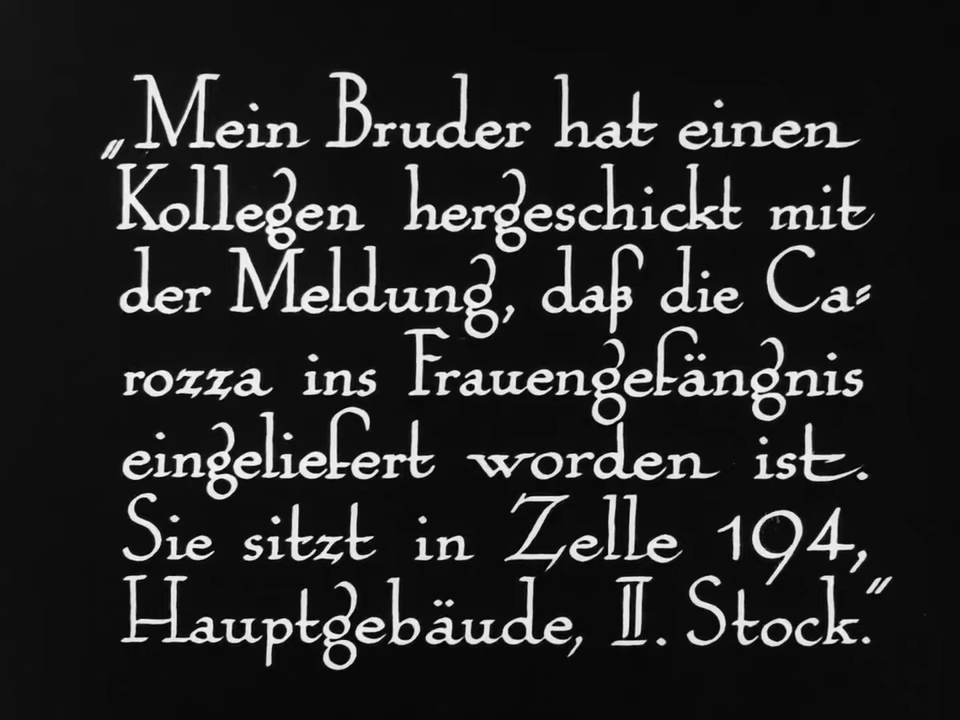 „Mein Bruder hat einen
Kollegen hergeschickt mit
der Meldung, daß die Ca=
rozza ins Frauengefängnis
eingeliefert worden ist.
Sie sitzt in Zelle 194,
Hauptgebäude, II. Stock."